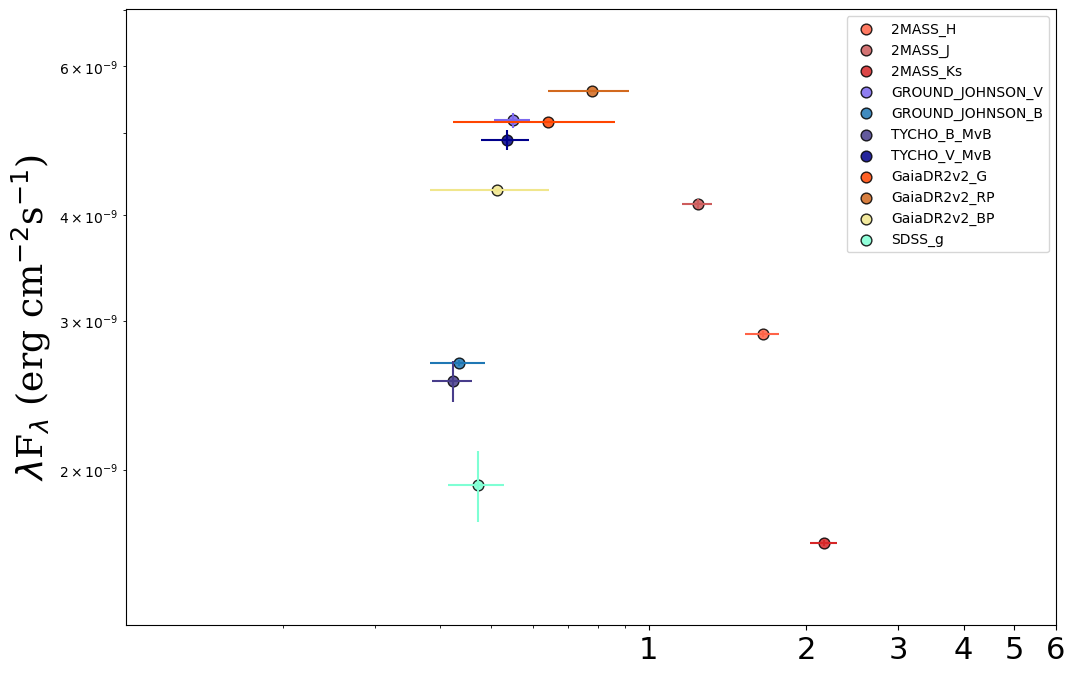 λFλ (erg cm⁻²s⁻¹)
6 × 10⁻⁹
4 × 10⁻⁹
3 × 10⁻⁹
2 × 10⁻⁹
1 2 3 4 5 6
2MASS_H
2MASS_J
2MASS_Ks
GROUND_JOHNSON_V
GROUND_JOHNSON_B
TYCHO_B_MvB
TYCHO_V_MvB
GaiaDR2v2_G
GaiaDR2v2_RP
GaiaDR2v2_BP
SDSS_g